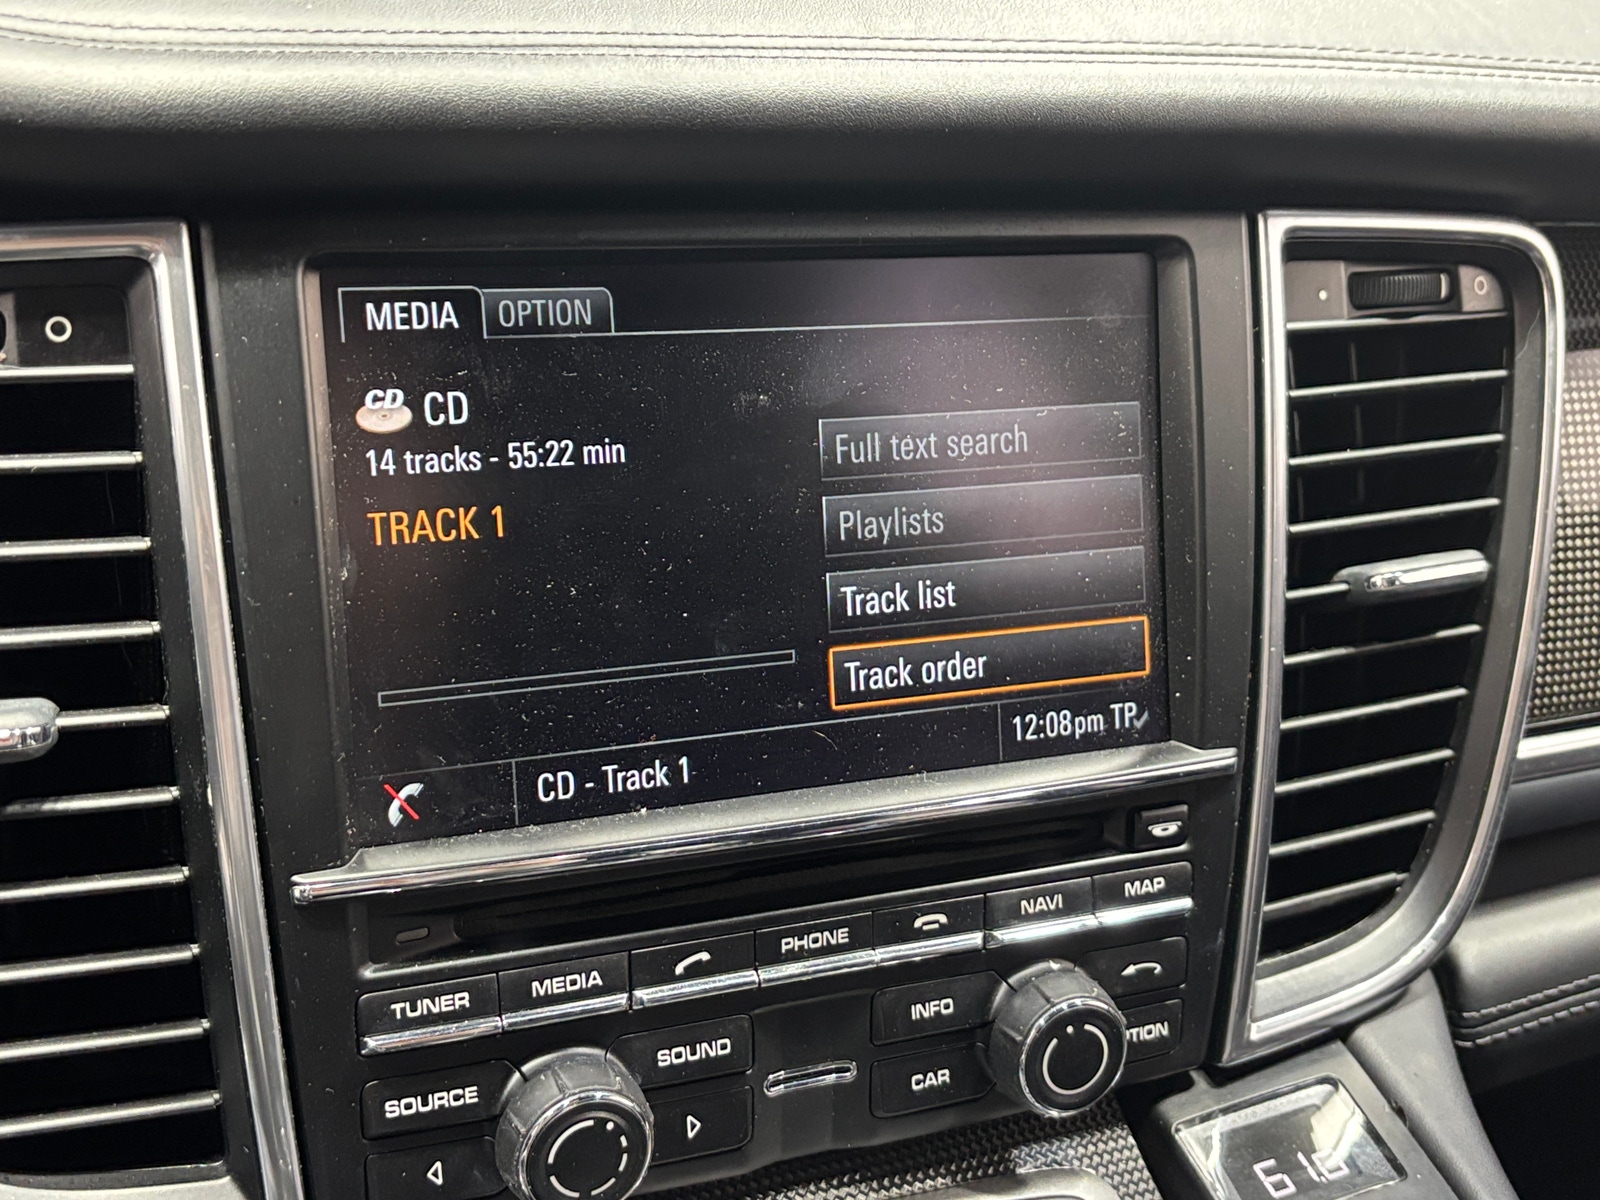 MEDIA OPTION
CD CD
14 tracks - 55:22 min
TRACK 1
Full text search
Playlists
Track list
Track order
CD - Track 1
12:08pm TP
TUNER MEDIA PHONE NAVI MAP
SOURCE SOUND INFO TION
CAR